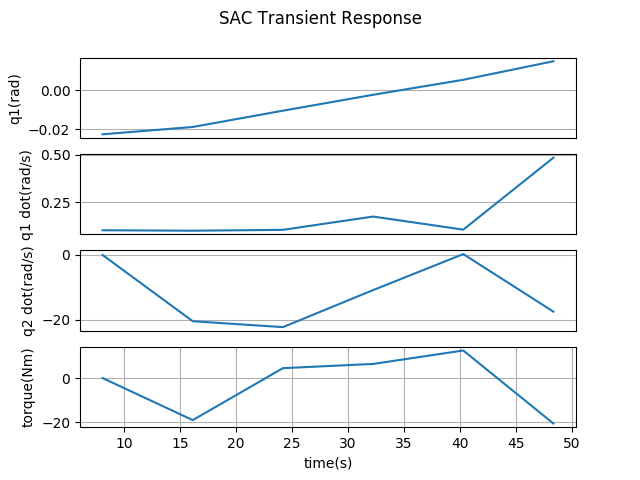 SAC Transient Response
0.00
−0.02
q1(rad)
0.50
0.25
q1 dot(rad/s)
0
−20
q2 dot(rad/s)
0
−20
torque(Nm)
10 15 20 25 30 35 40 45 50
time(s)